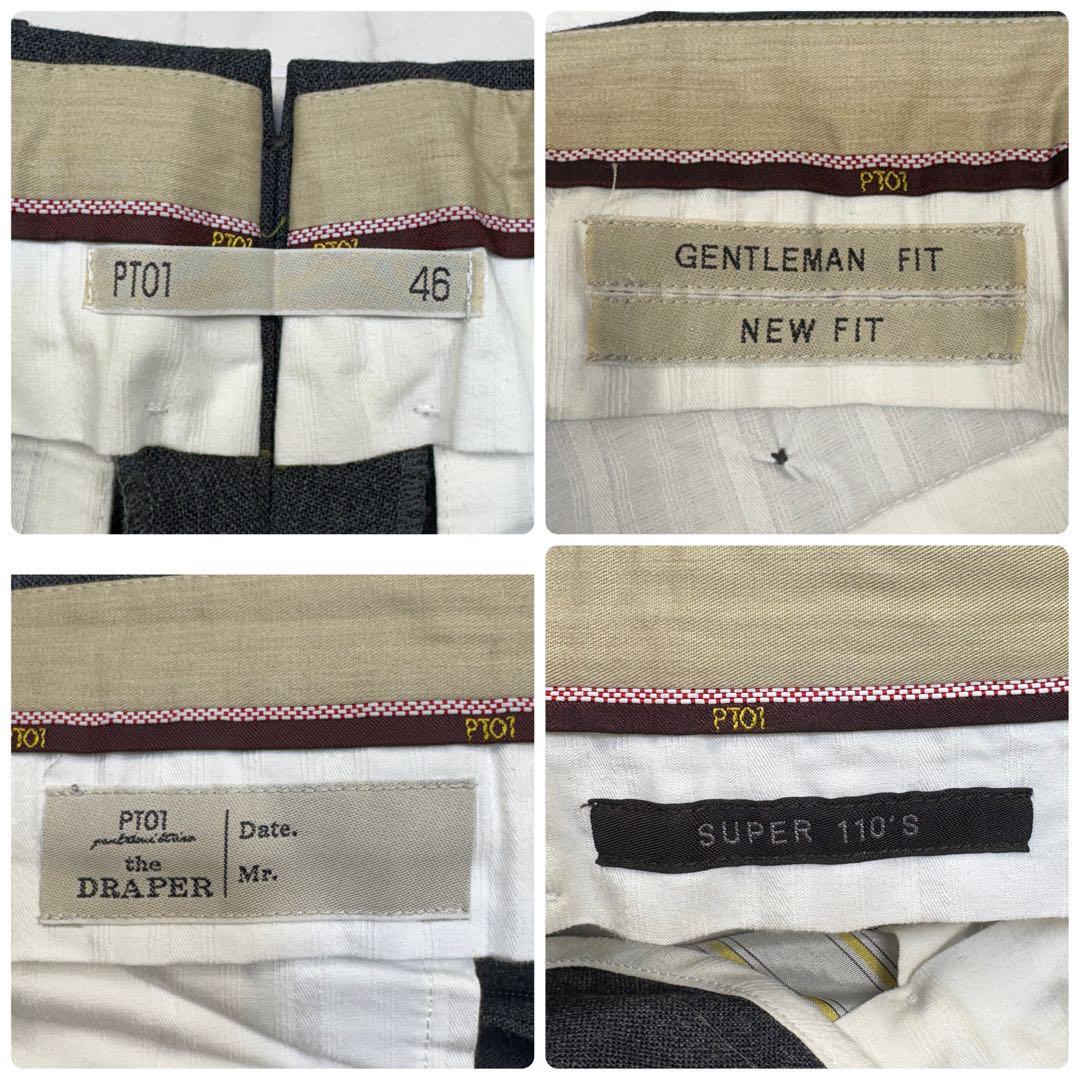 PT01 PT01
PT01 46
PT01
GENTLEMAN FIT
NEW FIT
PT01 PT01
PT01
the
DRAPER
Date.
Mr.
PT01
SUPER 110'S